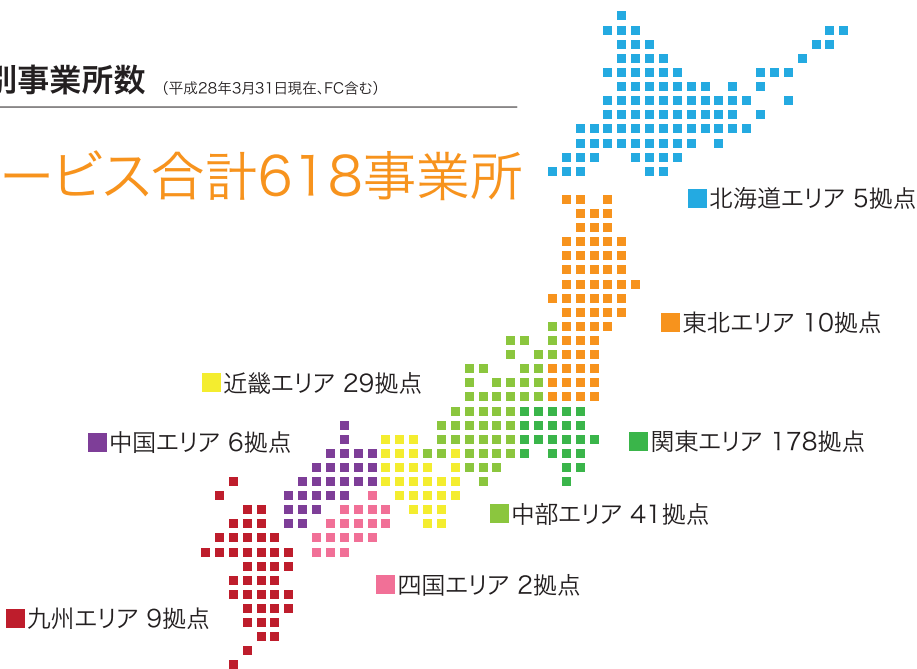 別事業所数 （平成28年3月31日現在、FC含む）
ービス合計618事業所
北海道エリア 5拠点
東北エリア 10拠点
近畿エリア 29拠点
中国エリア 6拠点
関東エリア 178拠点
中部エリア 41拠点
四国エリア 2拠点
九州エリア 9拠点